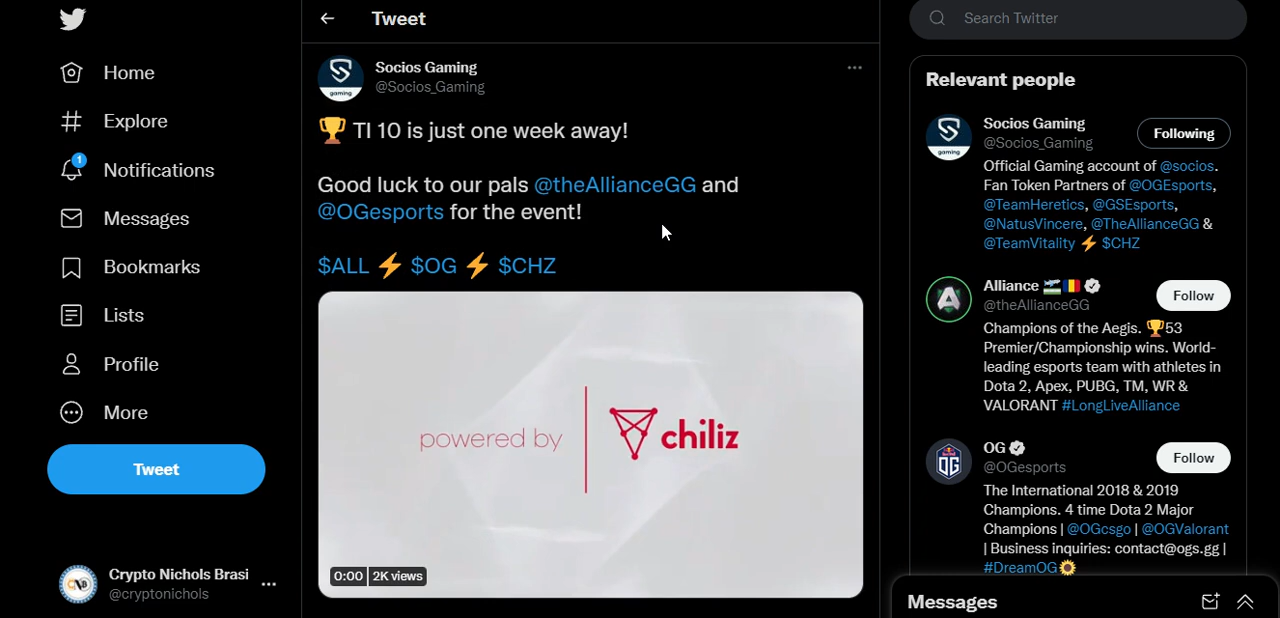 Home
Explore
1
Notifications
Messages
Bookmarks
Lists
Profile
More
Tweet
Crypto Nichols Brasi
@cryptonichols
Tweet
gaming
Socios Gaming
@Socios_Gaming
🏆 TI 10 is just one week away!
Good luck to our pals @theAllianceGG and
@OGesports for the event!
$ALL ⚡ $OG ⚡ $CHZ
powered by
chiliz
0:00 2K views
Search Twitter
Relevant people
gaming
Socios Gaming
@Socios_Gaming
Following
Official Gaming account of @socios.
Fan Token Partners of @OGEsports,
@TeamHeretics, @GSEsports,
@NatusVincere, @TheAllianceGG &
@TeamVitality ⚡ $CHZ
Alliance
@theAllianceGG
Follow
Champions of the Aegis. 🏆53
Premier/Championship wins. World-
leading esports team with athletes in
Dota 2, Apex, PUBG, TM, WR &
VALORANT #LongLiveAlliance
OG
OG
@OGesports
Follow
The International 2018 & 2019
Champions. 4 time Dota 2 Major
Champions | @OGcsgo | @OGValorant
| Business inquiries: contact@ogs.gg |
#DreamOG🌻
Messages